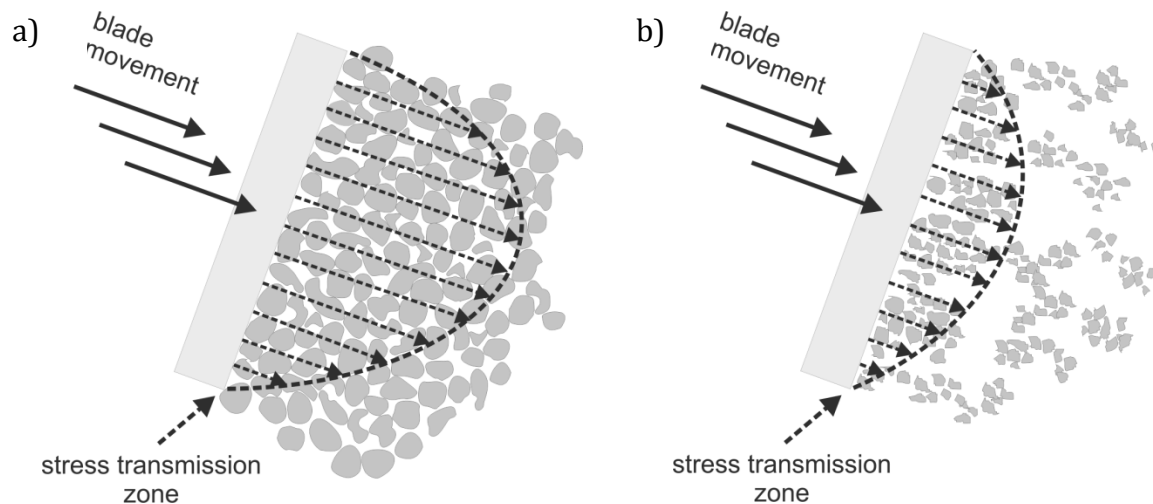 a)
blade
movement
stress transmission
zone
b)
blade
movement
stress transmission
zone